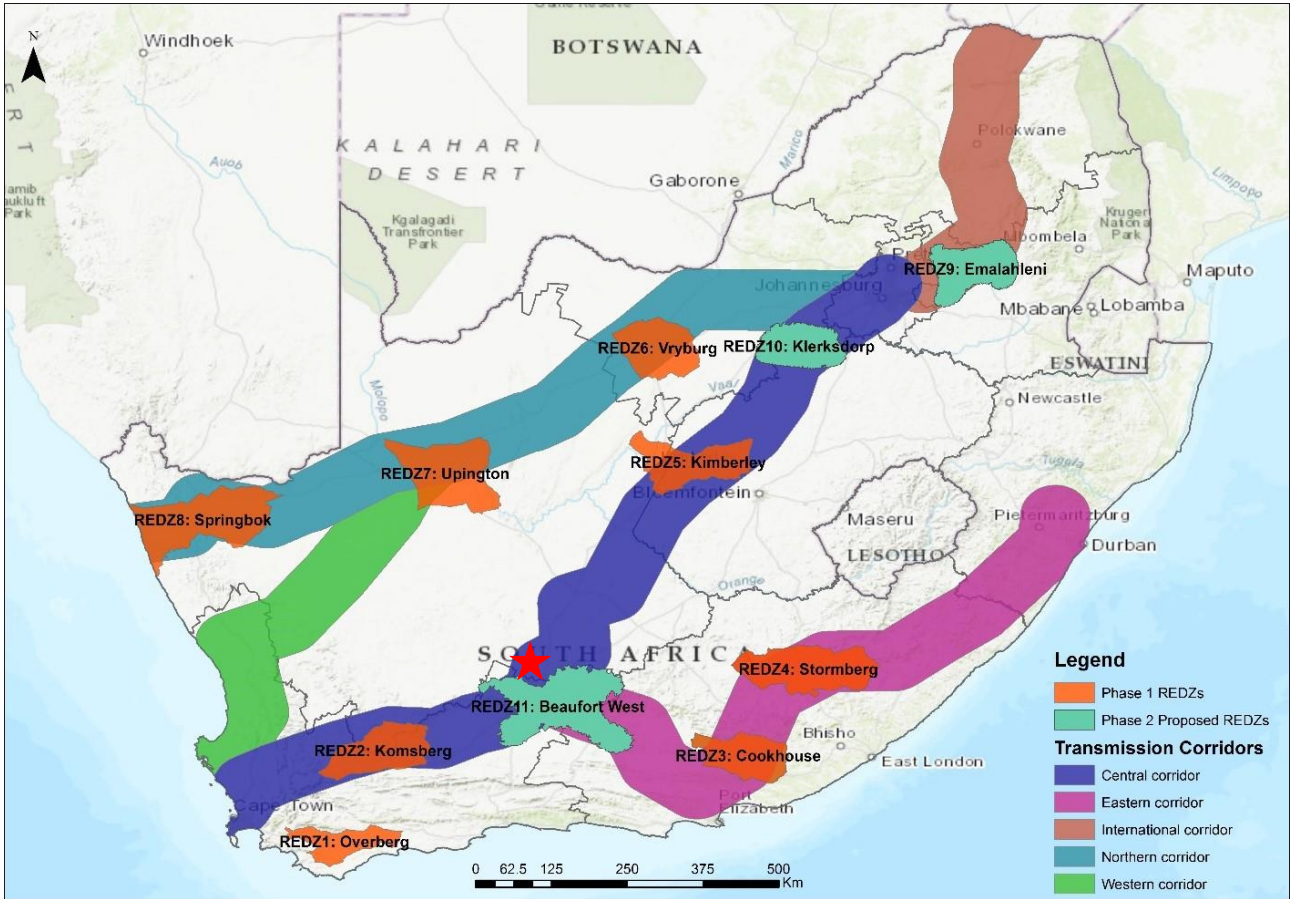 N
Windhoek
BOTSWANA
KALAHARI
DESERT
Auob
Marico
Polokwane
Limpopo
Gaborone
Kgalagadi
Transfrontier
Park
Kruger
National
Park
Mbombela
REDZ9: Emalahleni
Maputo
Johannesburg
Mbabane
Lobamba
ESWATINI
REDZ6: Vryburg
REDZ10: Klerksdorp
Molopo
Vaal
Newcastle
REDZ7: Upington
REDZ5: Kimberley
Bloemfontein
Tugela
REDZ8: Springbok
Maseru
LESOTHO
Pietermaritzburg
Durban
Orange
SOUTH AFRICA
REDZ4: Stormberg
REDZ11: Beaufort West
REDZ2: Komsberg
REDZ3: Cookhouse
Bhisho
East London
Port
Elizabeth
Cape Town
REDZ1: Overberg
0 62.5 125 250 375 500
Km
Legend
Phase 1 REDZs
Phase 2 Proposed REDZs
Transmission Corridors
Central corridor
Eastern corridor
International corridor
Northern corridor
Western corridor